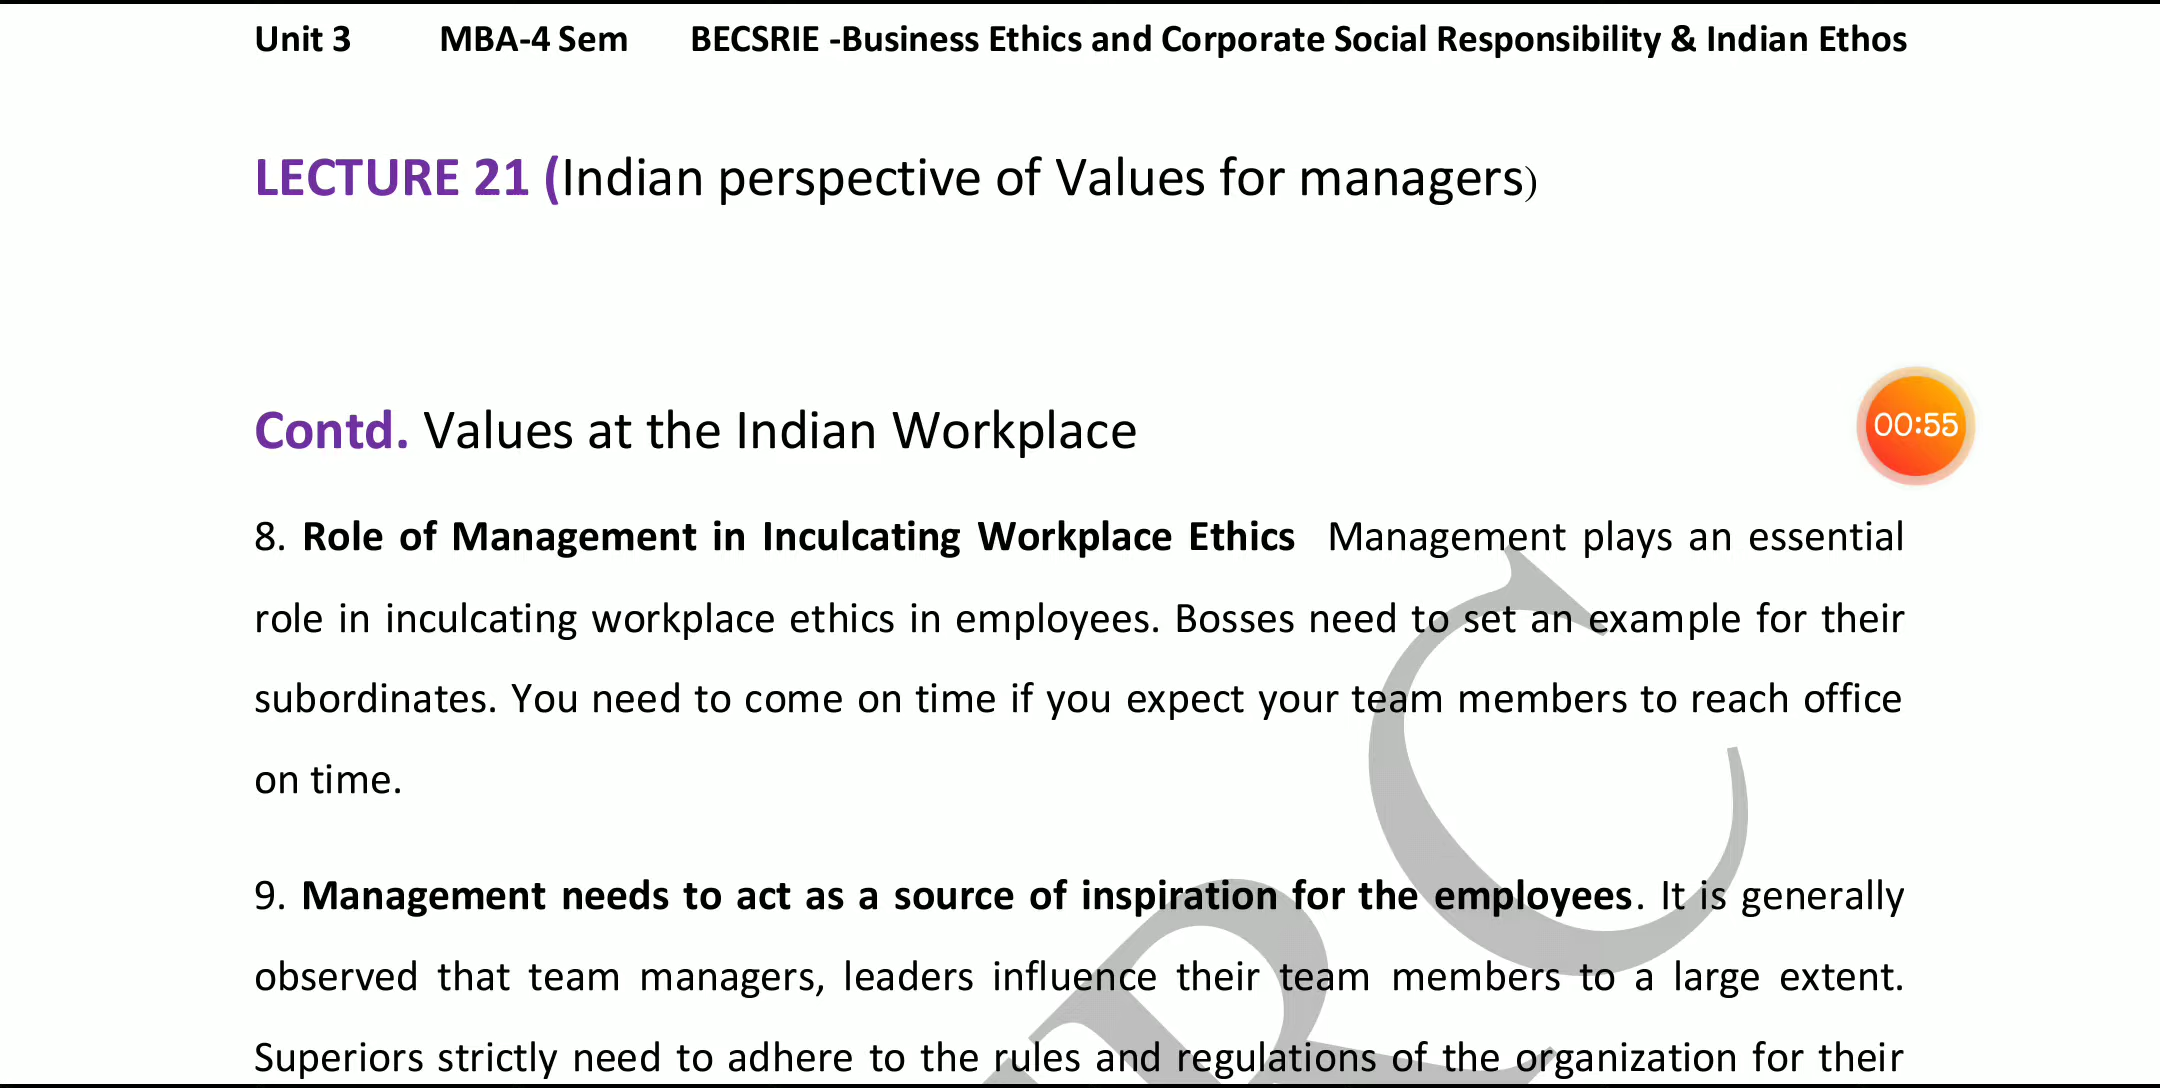 Unit 3 MBA-4 Sem BECSRIE -Business Ethics and Corporate Social Responsibility & Indian Ethos
LECTURE 21 (Indian perspective of Values for managers)
Contd. Values at the Indian Workplace
00:55
8. Role of Management in Inculcating Workplace Ethics Management plays an essential
role in inculcating workplace ethics in employees. Bosses need to set an example for their
subordinates. You need to come on time if you expect your team members to reach office
on time.
9. Management needs to act as a source of inspiration for the employees. It is generally
observed that team managers, leaders influence their team members to a large extent.
Superiors strictly need to adhere to the rules and regulations of the organization for their